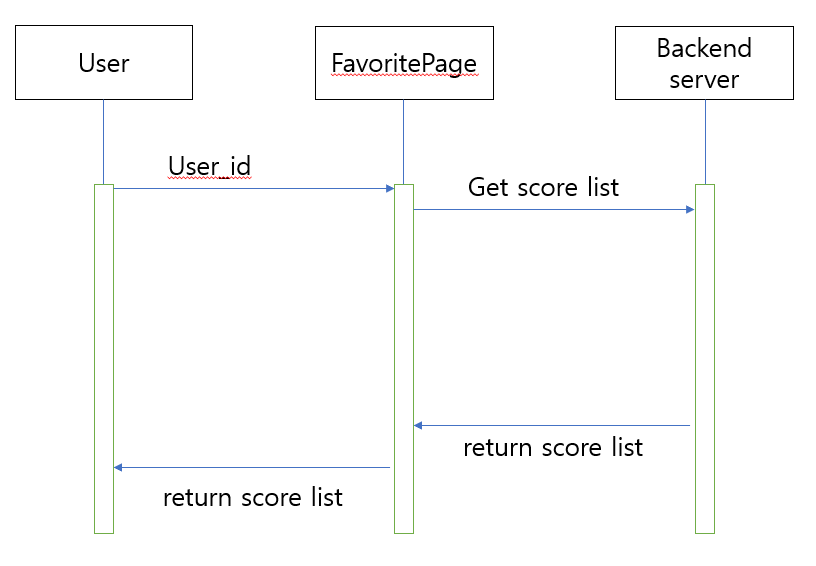 User
FavoritePage
Backend
server
User_id
Get score list
return score list
return score list